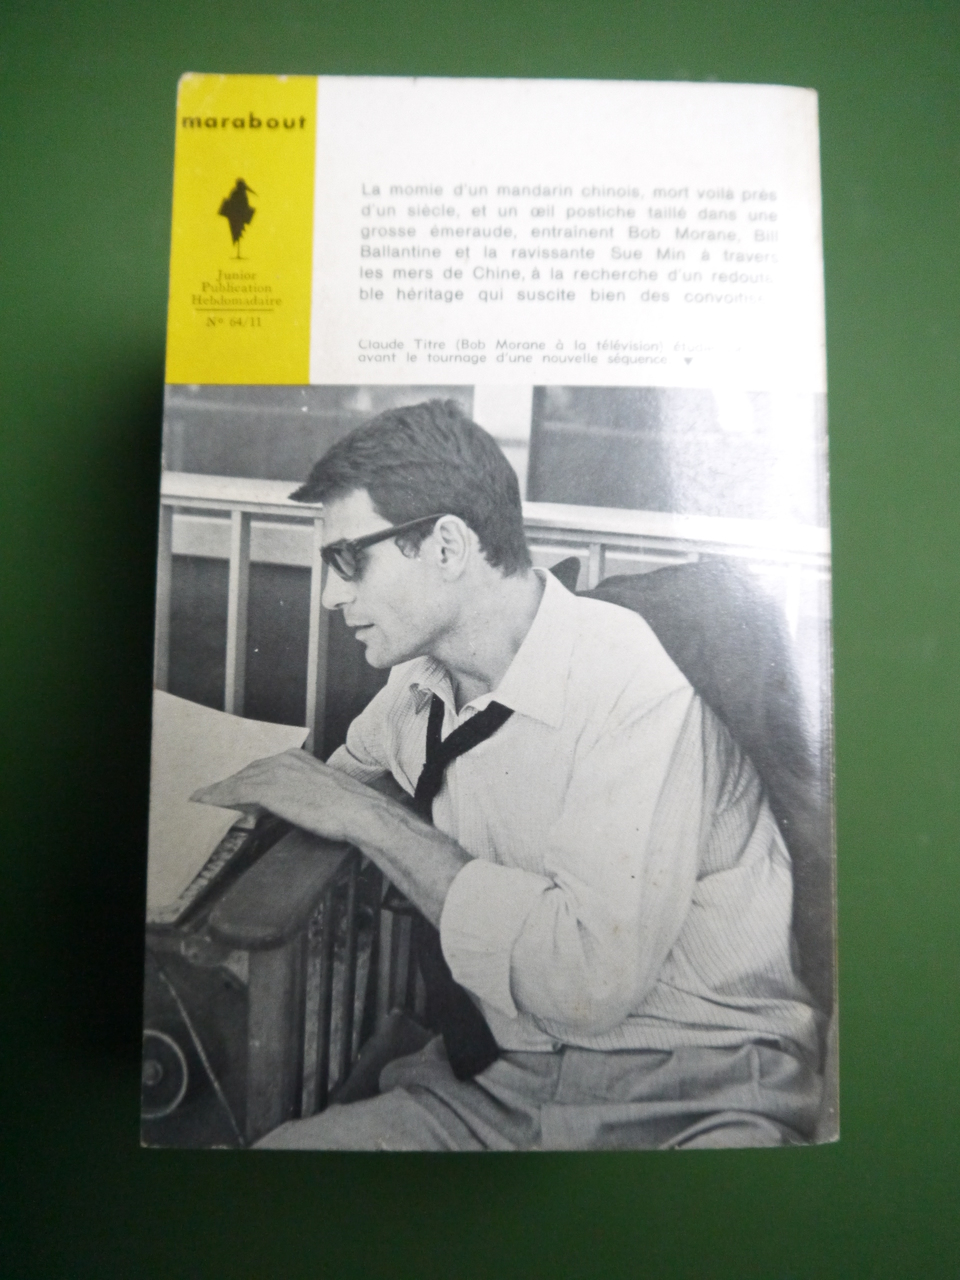 marabout
Junior
Publication
Hebdomadaire
N° 64/11
La momie d'un mandarin chinois, mort voilà près
d'un siècle, et un œil postiche taillé dans une
grosse émeraude, entraînent Bob Morane, Bill
Ballantine et la ravissante Sue Min à travers
les mers de Chine, à la recherche d'un redouta-
ble héritage qui suscite bien des convoitises
Claude Titre (Bob Morane à la télévision)
avant le tournage d'une nouvelle séquence ▼